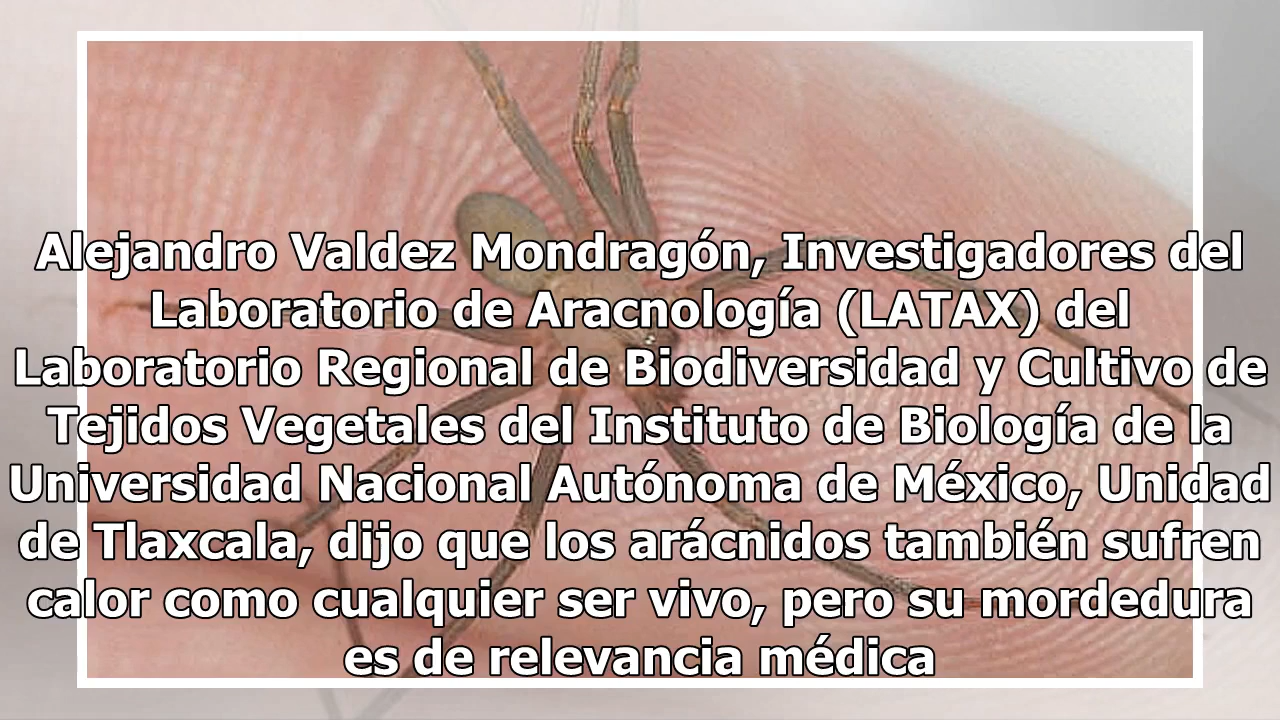 Alejandro Valdez Mondragón, Investigadores del
Laboratorio de Aracnología (LATAX) del
Laboratorio Regional de Biodiversidad y Cultivo de
Tejidos Vegetales del Instituto de Biología de la
Universidad Nacional Autónoma de México, Unidad
de Tlaxcala, dijo que los arácnidos también sufren
calor como cualquier ser vivo, pero su mordedura
es de relevancia médica